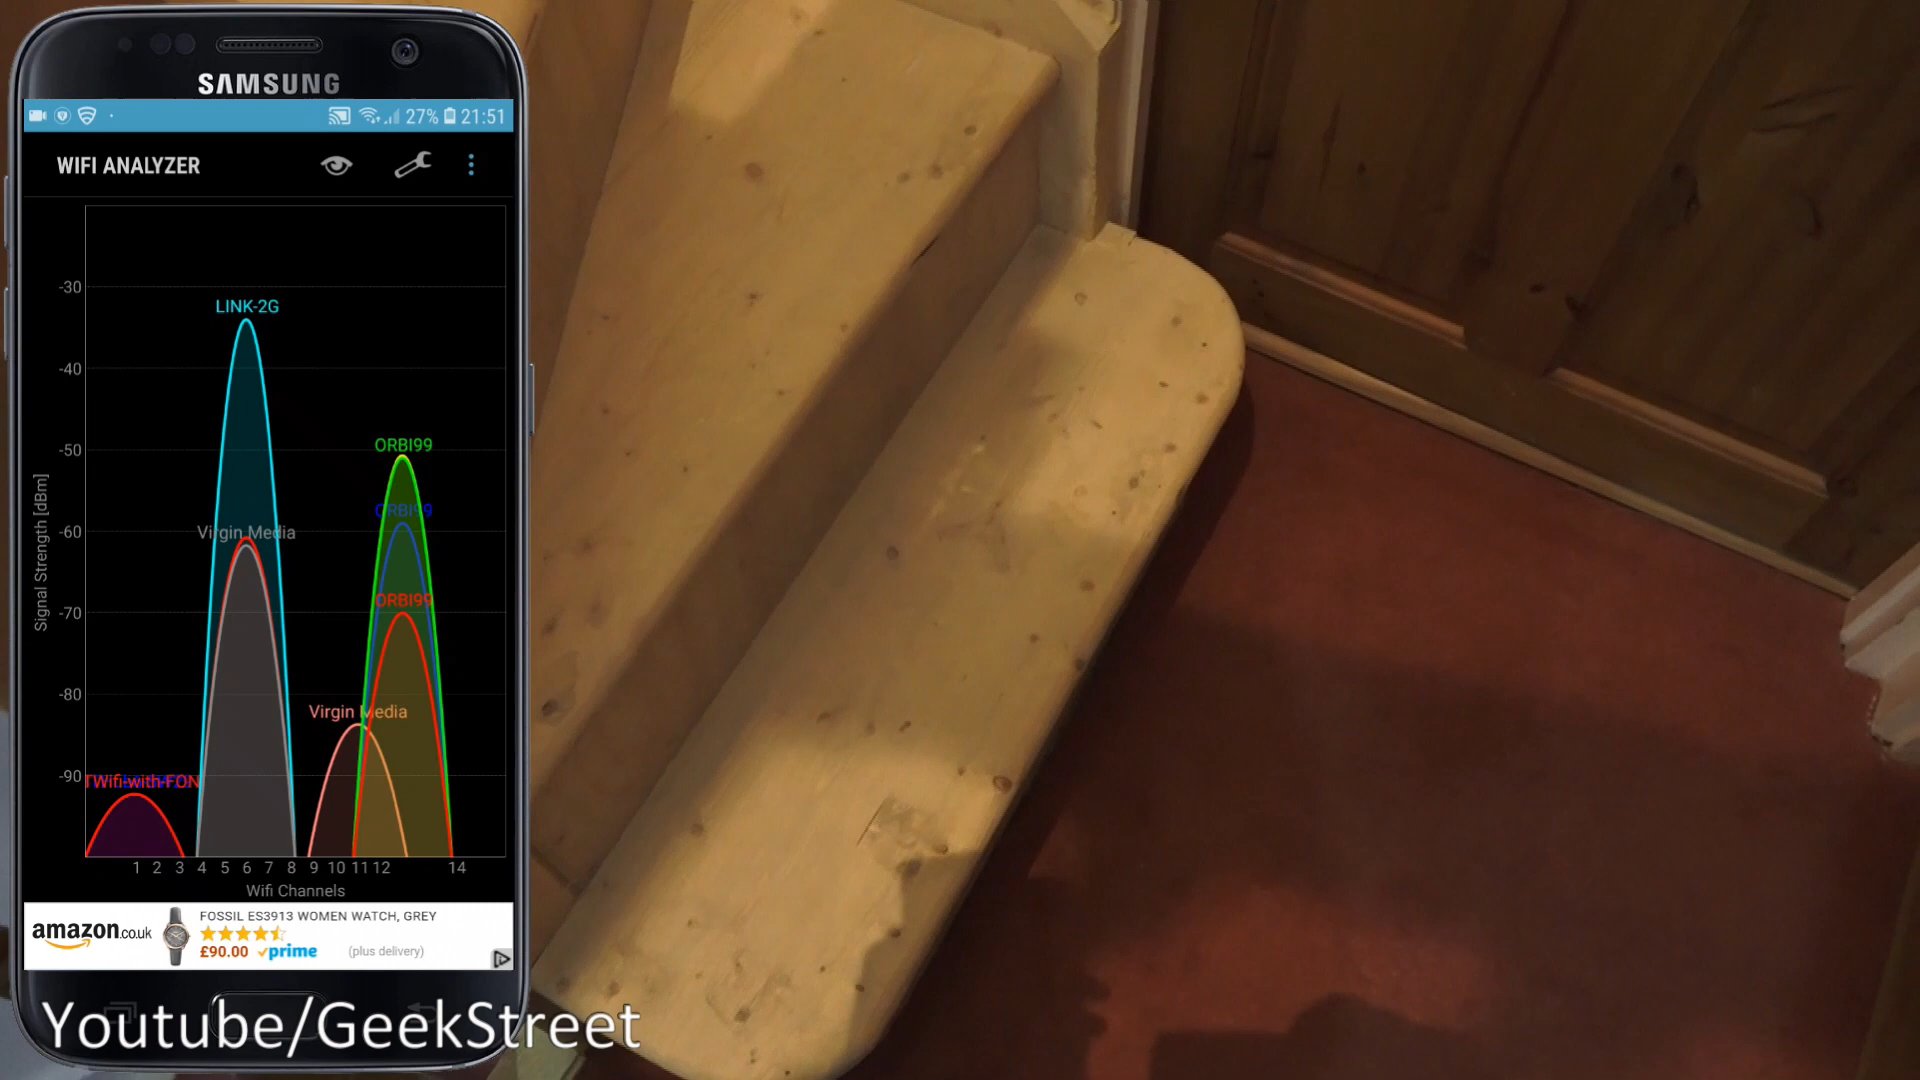 SAMSUNG
27% 21:51
WIFI ANALYZER
-30
LINK-2G
-40
ORBI99
-50
ORBI99
Virgin Media
-60
ORBI99
-70
-80
Virgin Media
-90
TWifi-with-FON
Signal Strength [dBm]
1 2 3 4 5 6 7 8 9 10 11 12 14
Wifi Channels
amazon.co.uk
FOSSIL ES3913 WOMEN WATCH, GREY
£90.00 prime (plus delivery)
Youtube/GeekStreet